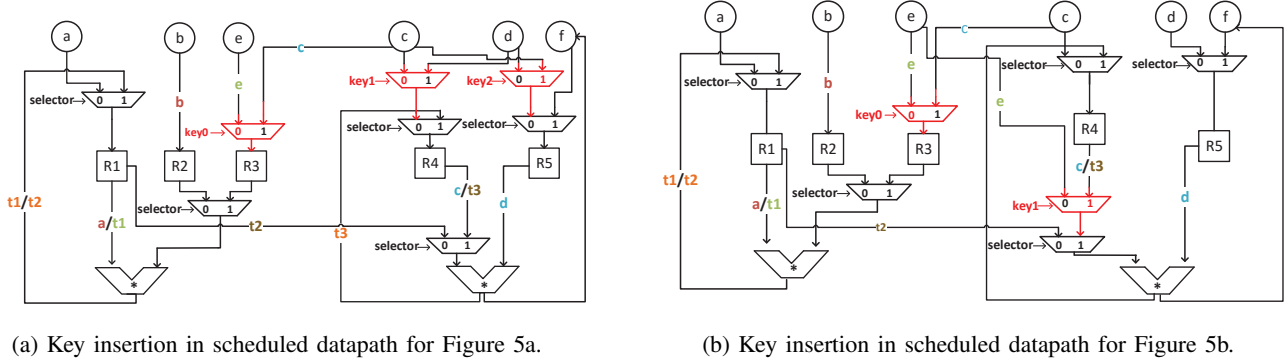 a b e c d f
c
key1 0 1 key2 0 1
selector 0 1
b e
key0 0 1
selector 0 1 selector 0 1
R1 R2 R3 R4 R5
t1/t2
c/t3
selector 0 1
d
a/t1 t2 t3
selector 0 1
* *
(a) Key insertion in scheduled datapath for Figure 5a.
a b e c d f
c
selector 0 1 selector 0 1
selector 0 1
e
b e
key0 0 1
R4
R1 R2 R3 R5
c/t3
t1/t2
selector 0 1
d
a/t1
key1 0 1
t2
selector 0 1
* *
(b) Key insertion in scheduled datapath for Figure 5b.